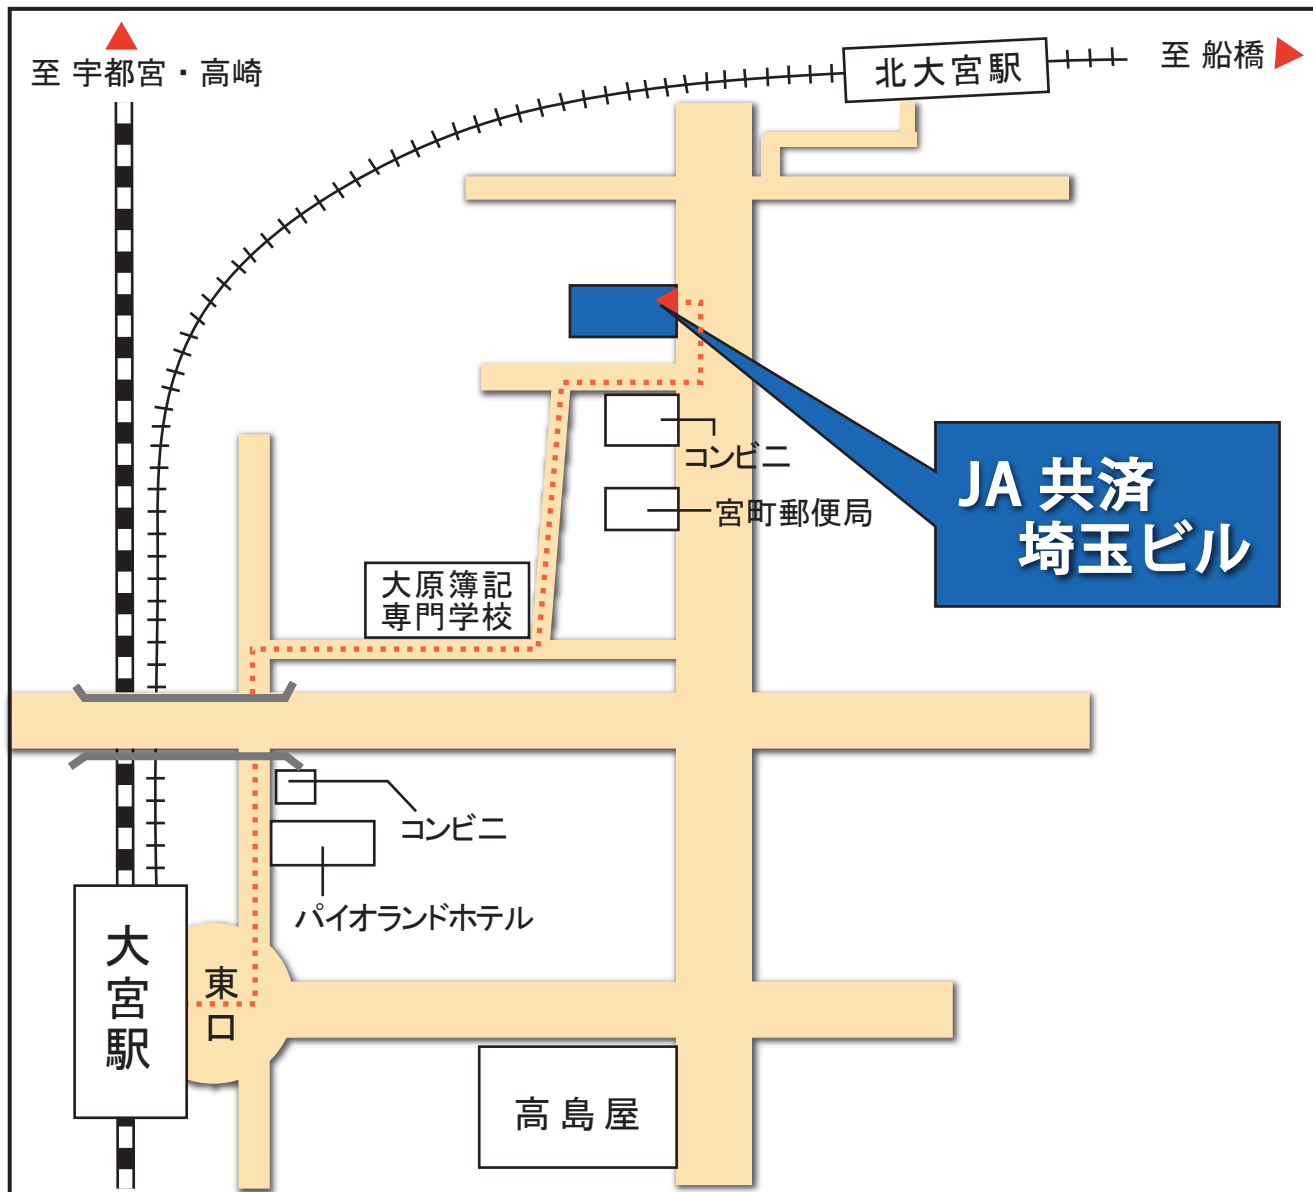 至 宇都宮・高崎
北大宮駅
至 船橋
コンビニ
宮町郵便局
JA 共済
埼玉ビル
大原簿記
専門学校
コンビニ
パイオランドホテル
大宮駅
東口
高島屋